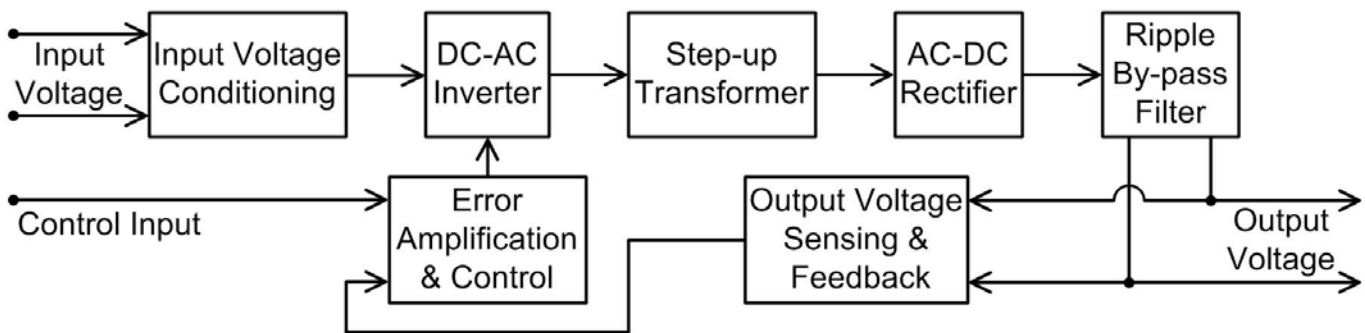 Input
Voltage
Input Voltage
Conditioning
DC-AC
Inverter
Step-up
Transformer
AC-DC
Rectifier
Ripple
By-pass
Filter
Control Input
Error
Amplification
& Control
Output Voltage
Sensing &
Feedback
Output
Voltage